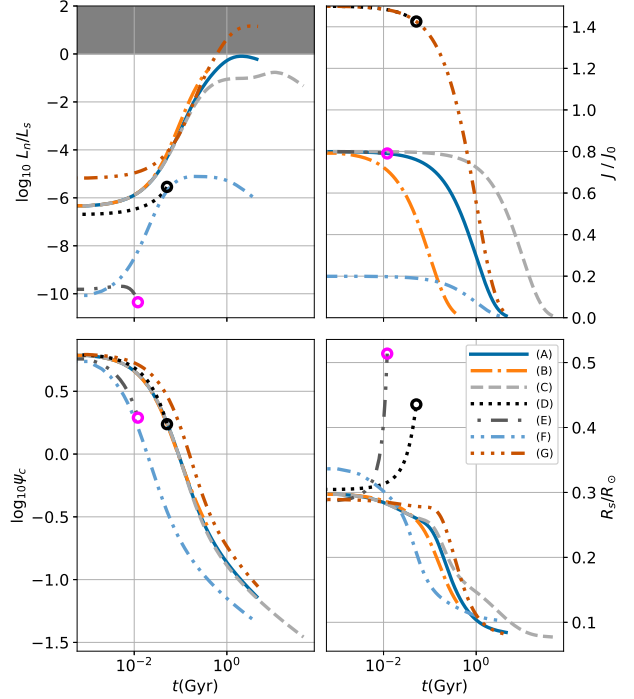 log₁₀ Lₙ/Lₛ
2
0
−2
−4
−6
−8
−10
1.4
1.2
1.0
0.8
0.6
0.4
0.2
0.0
J / J₀
log₁₀ψ_c
0.5
0.0
−0.5
−1.0
−1.5
10⁻²
10⁰
t(Gyr)
(A)
(B)
(C)
(D)
(E)
(F)
(G)
0.5
0.4
0.3
0.2
0.1
Rₛ/R⊙
10⁻²
10⁰
t(Gyr)